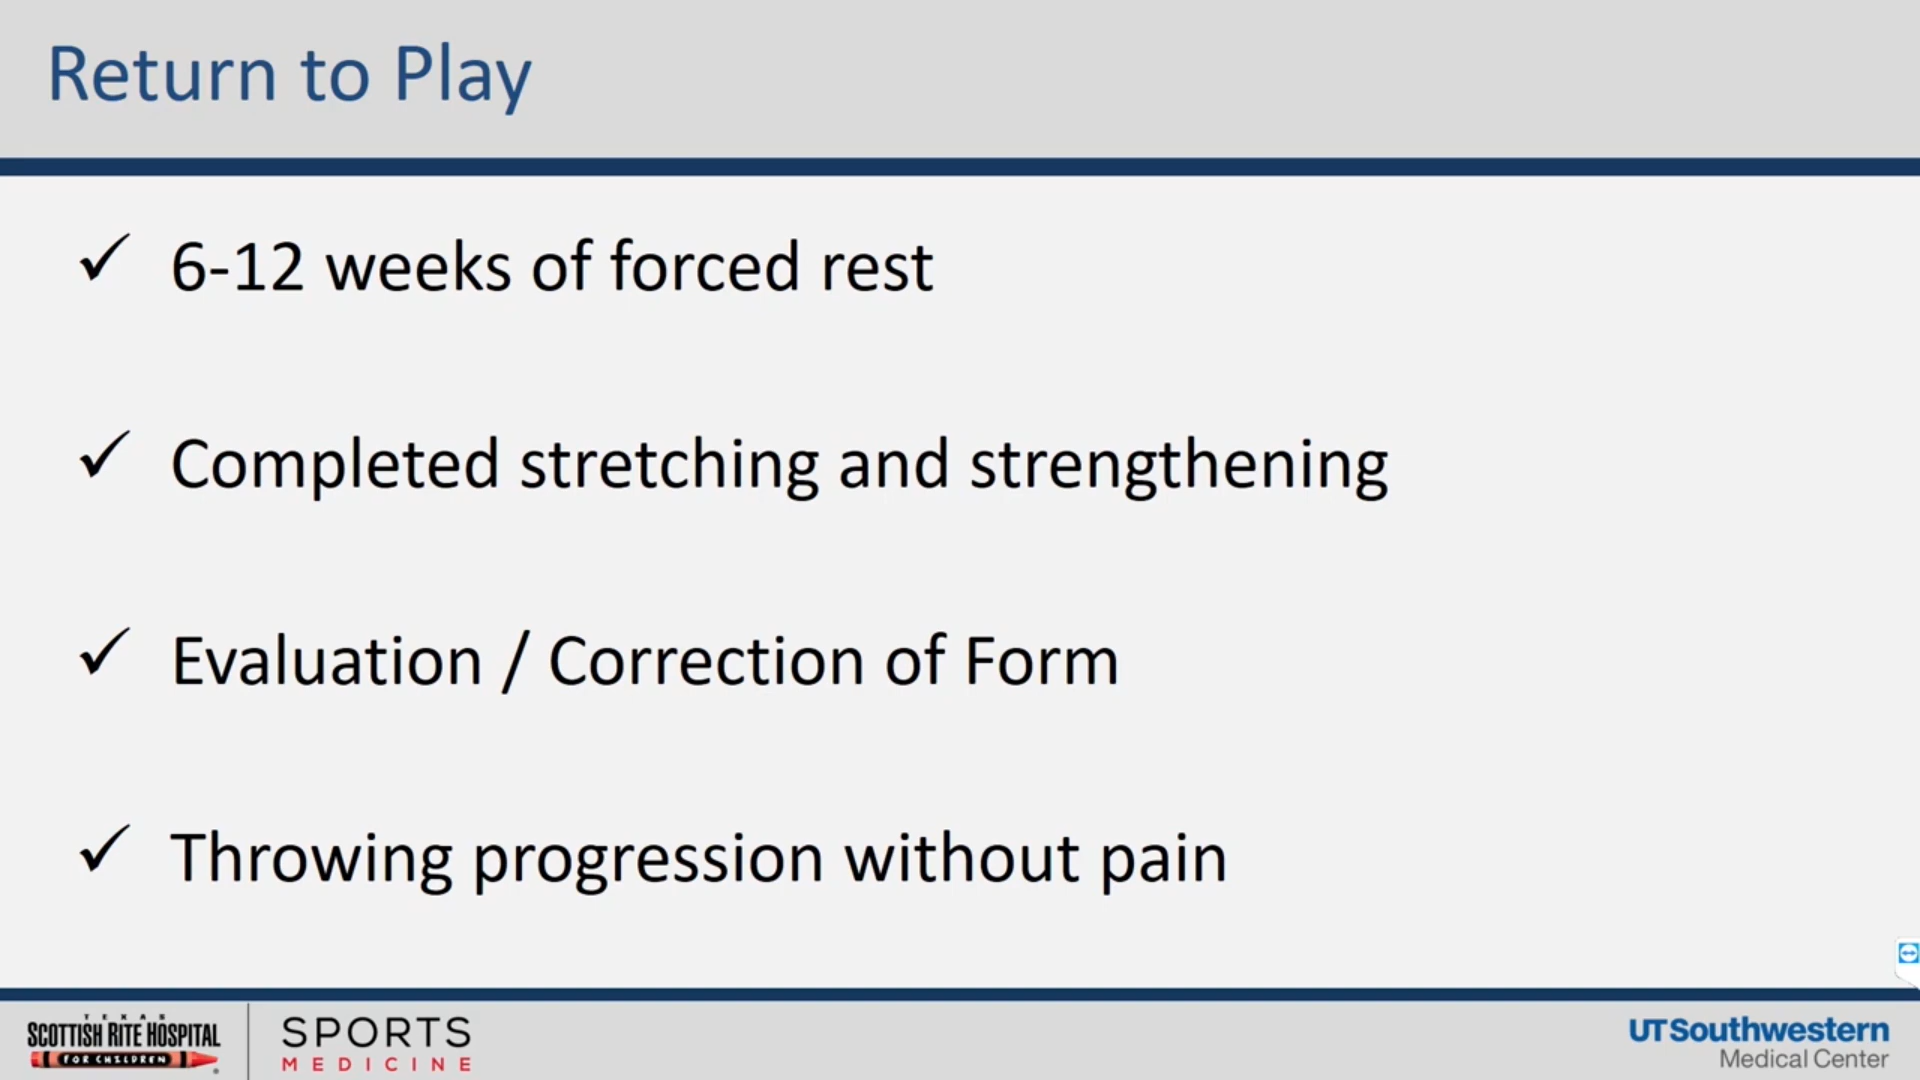 Return to Play
✓ 6-12 weeks of forced rest
✓ Completed stretching and strengthening
✓ Evaluation / Correction of Form
✓ Throwing progression without pain
TEXAS
SCOTTISH RITE HOSPITAL
FOR CHILDREN
SPORTS
MEDICINE
UTSouthwestern
Medical Center